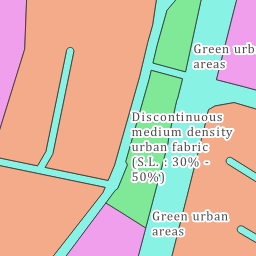 Green urb
areas
Discontinuous
medium density
urban fabric
(S.L. : 30% -
50%)
Green urban
areas